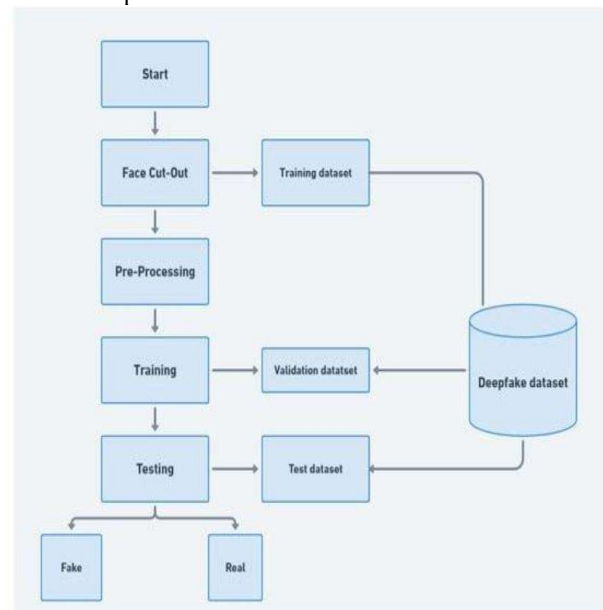 Start
Face Cut-Out
Training dataset
Pre-Processing
Deepfake dataset
Training
Validation datatset
Testing
Test dataset
Fake
Real